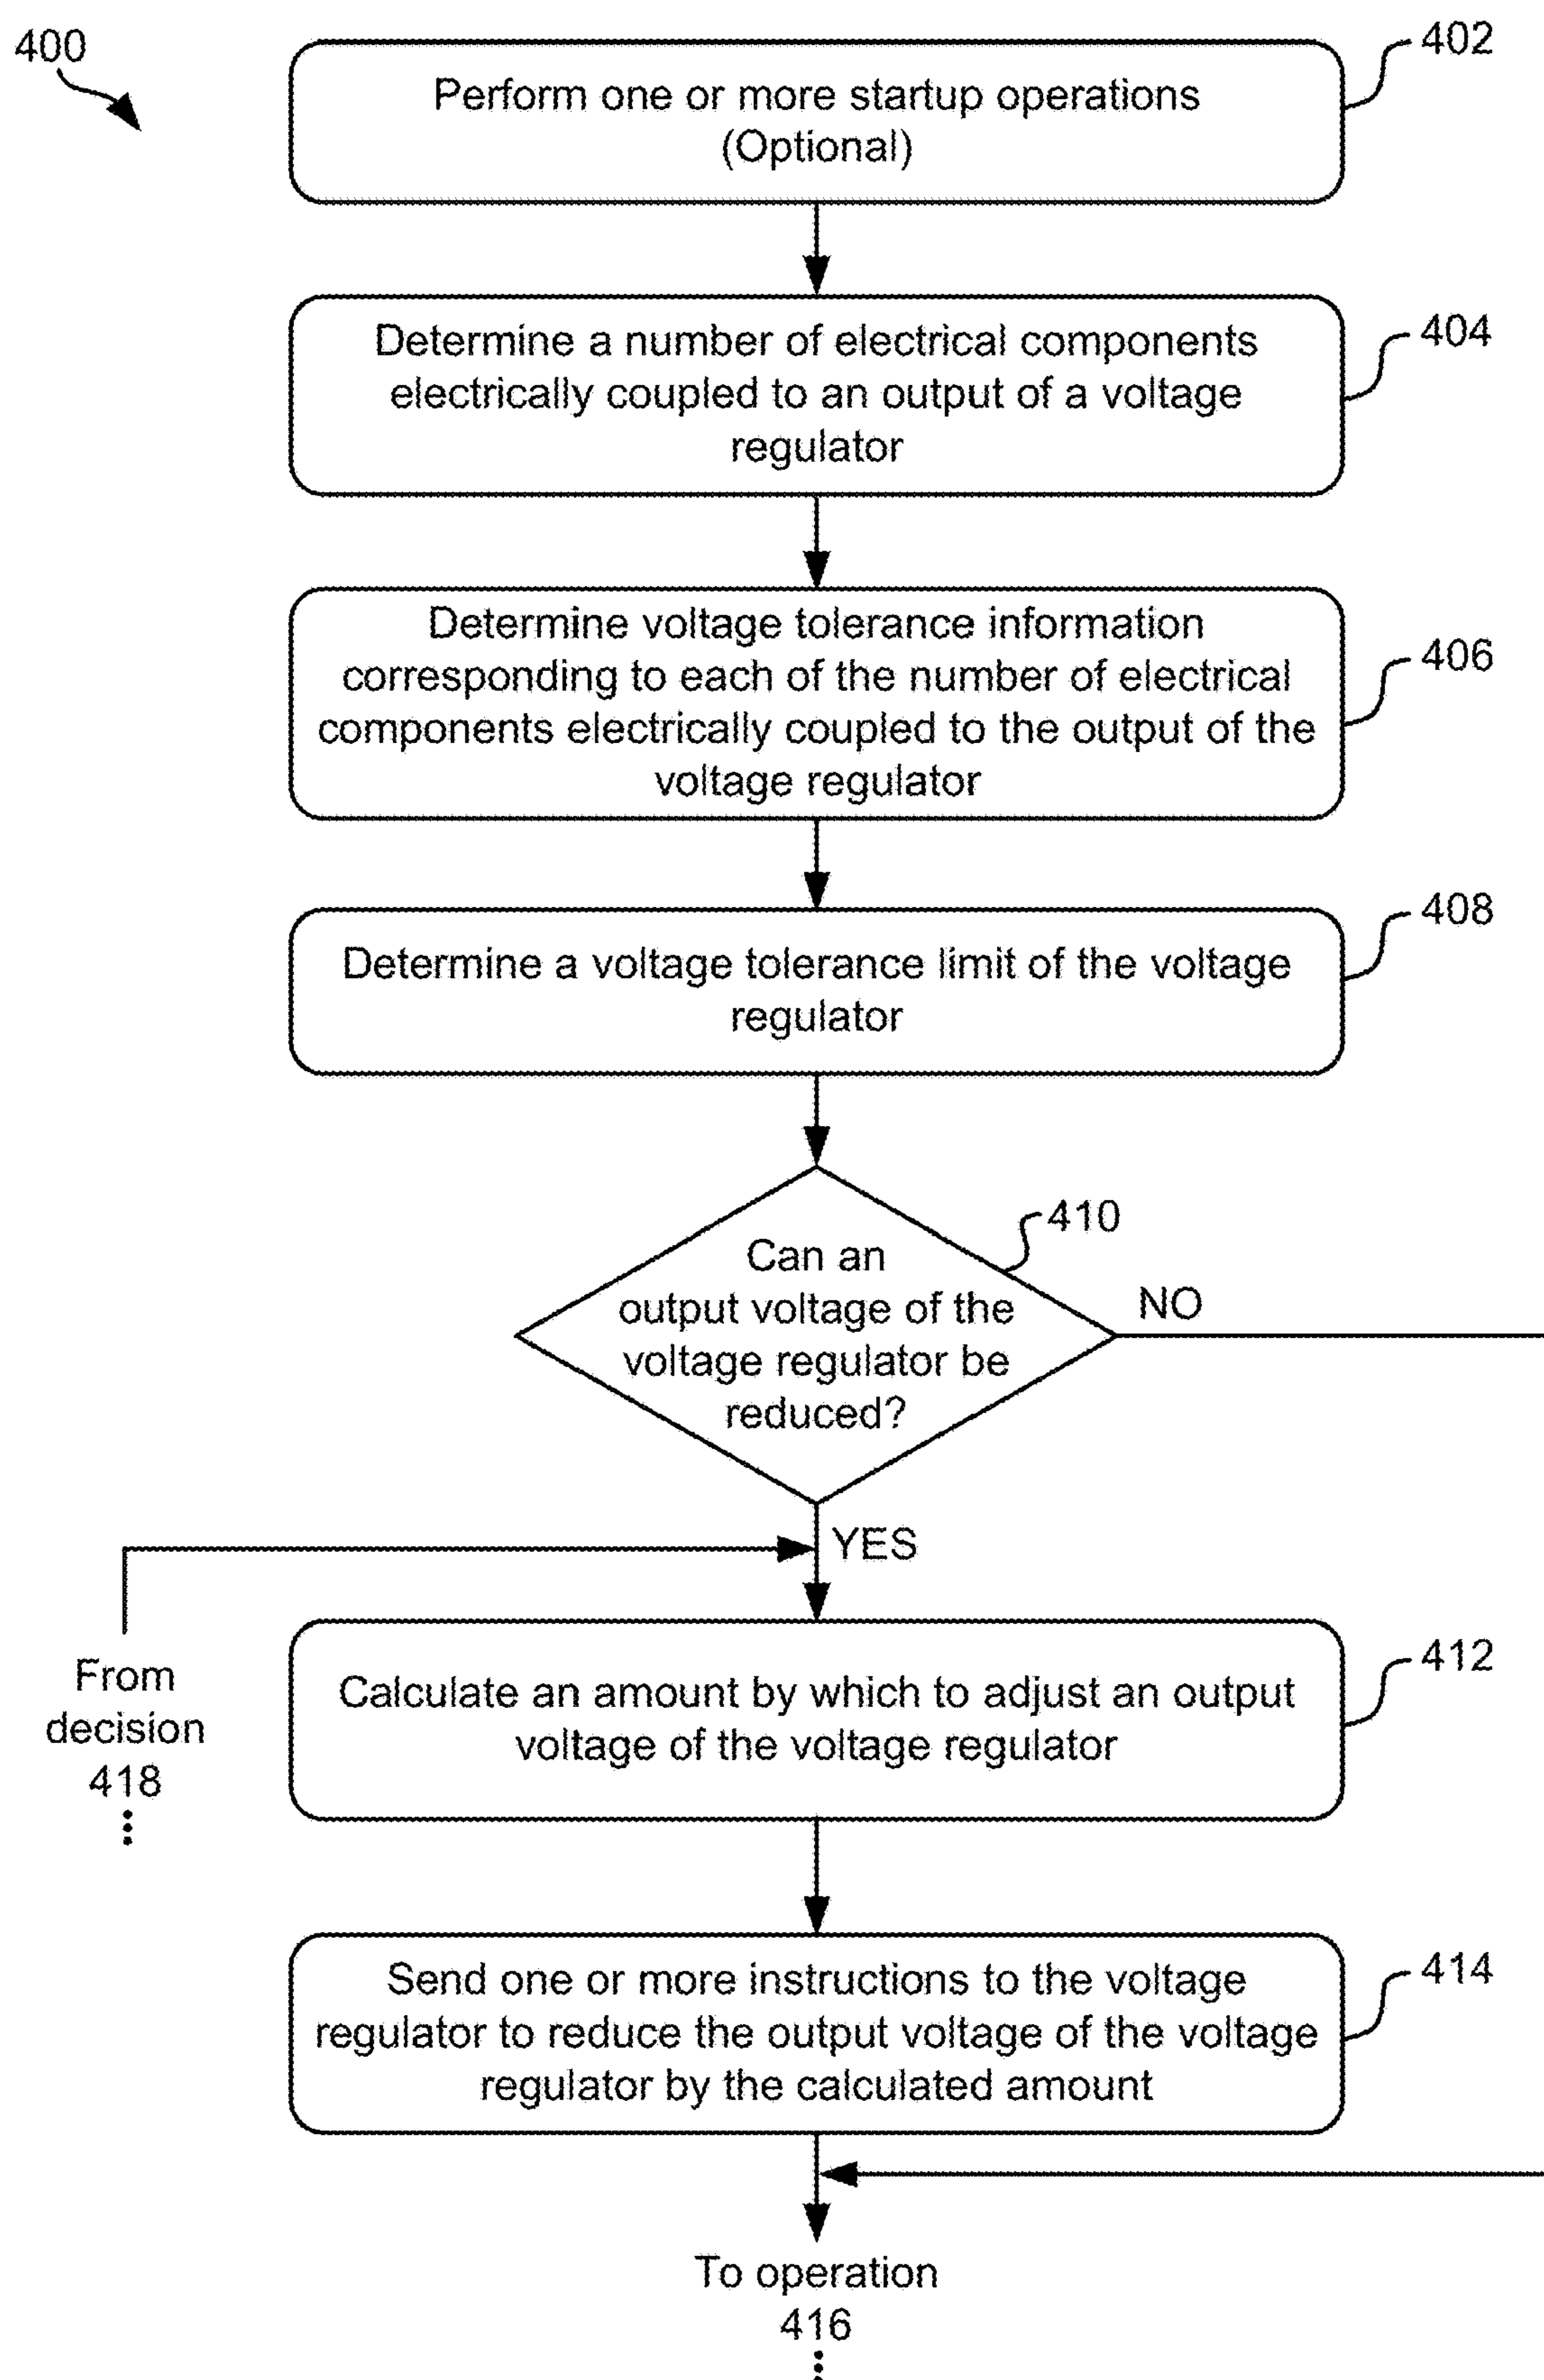 400
402
Perform one or more startup operations
(Optional)
404
Determine a number of electrical components
electrically coupled to an output of a voltage
regulator
406
Determine voltage tolerance information
corresponding to each of the number of electrical
components electrically coupled to the output of the
voltage regulator
408
Determine a voltage tolerance limit of the voltage
regulator
410
Can an
output voltage of the
voltage regulator be
reduced?
NO
YES
From
decision
418
412
Calculate an amount by which to adjust an output
voltage of the voltage regulator
414
Send one or more instructions to the voltage
regulator to reduce the output voltage of the voltage
regulator by the calculated amount
To operation
416